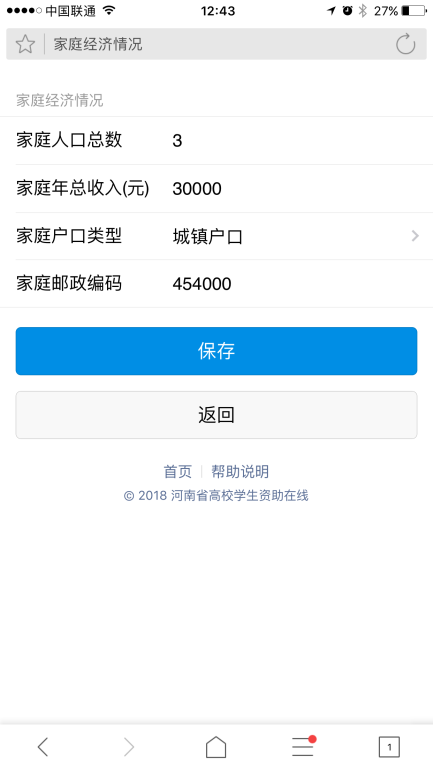 中国联通 12:43 27%
家庭经济情况
家庭经济情况
家庭人口总数 3
家庭年总收入(元) 30000
家庭户口类型 城镇户口
家庭邮政编码 454000
保存
返回
首页 帮助说明
© 2018 河南省高校学生资助在线
1